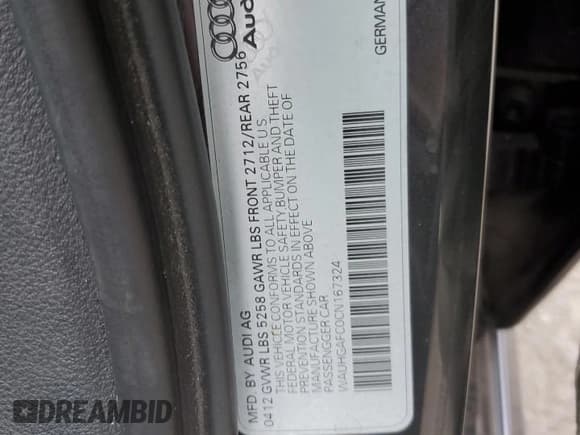 Audi
GERMAN
MFD BY AUDI AG
0412 GVWR LBS 5258 GAWR LBS FRONT 2712/REAR 2756
THIS VEHICLE CONFORMS TO ALL APPLICABLE U.S.
FEDERAL MOTOR VEHICLE SAFETY BUMPER AND THEFT
PREVENTION STANDARDS IN EFFECT ON THE DATE OF
MANUFACTURE SHOWN ABOVE
PASSENGGER CAR
WAUHGAFC0CN167324
DREAMBID